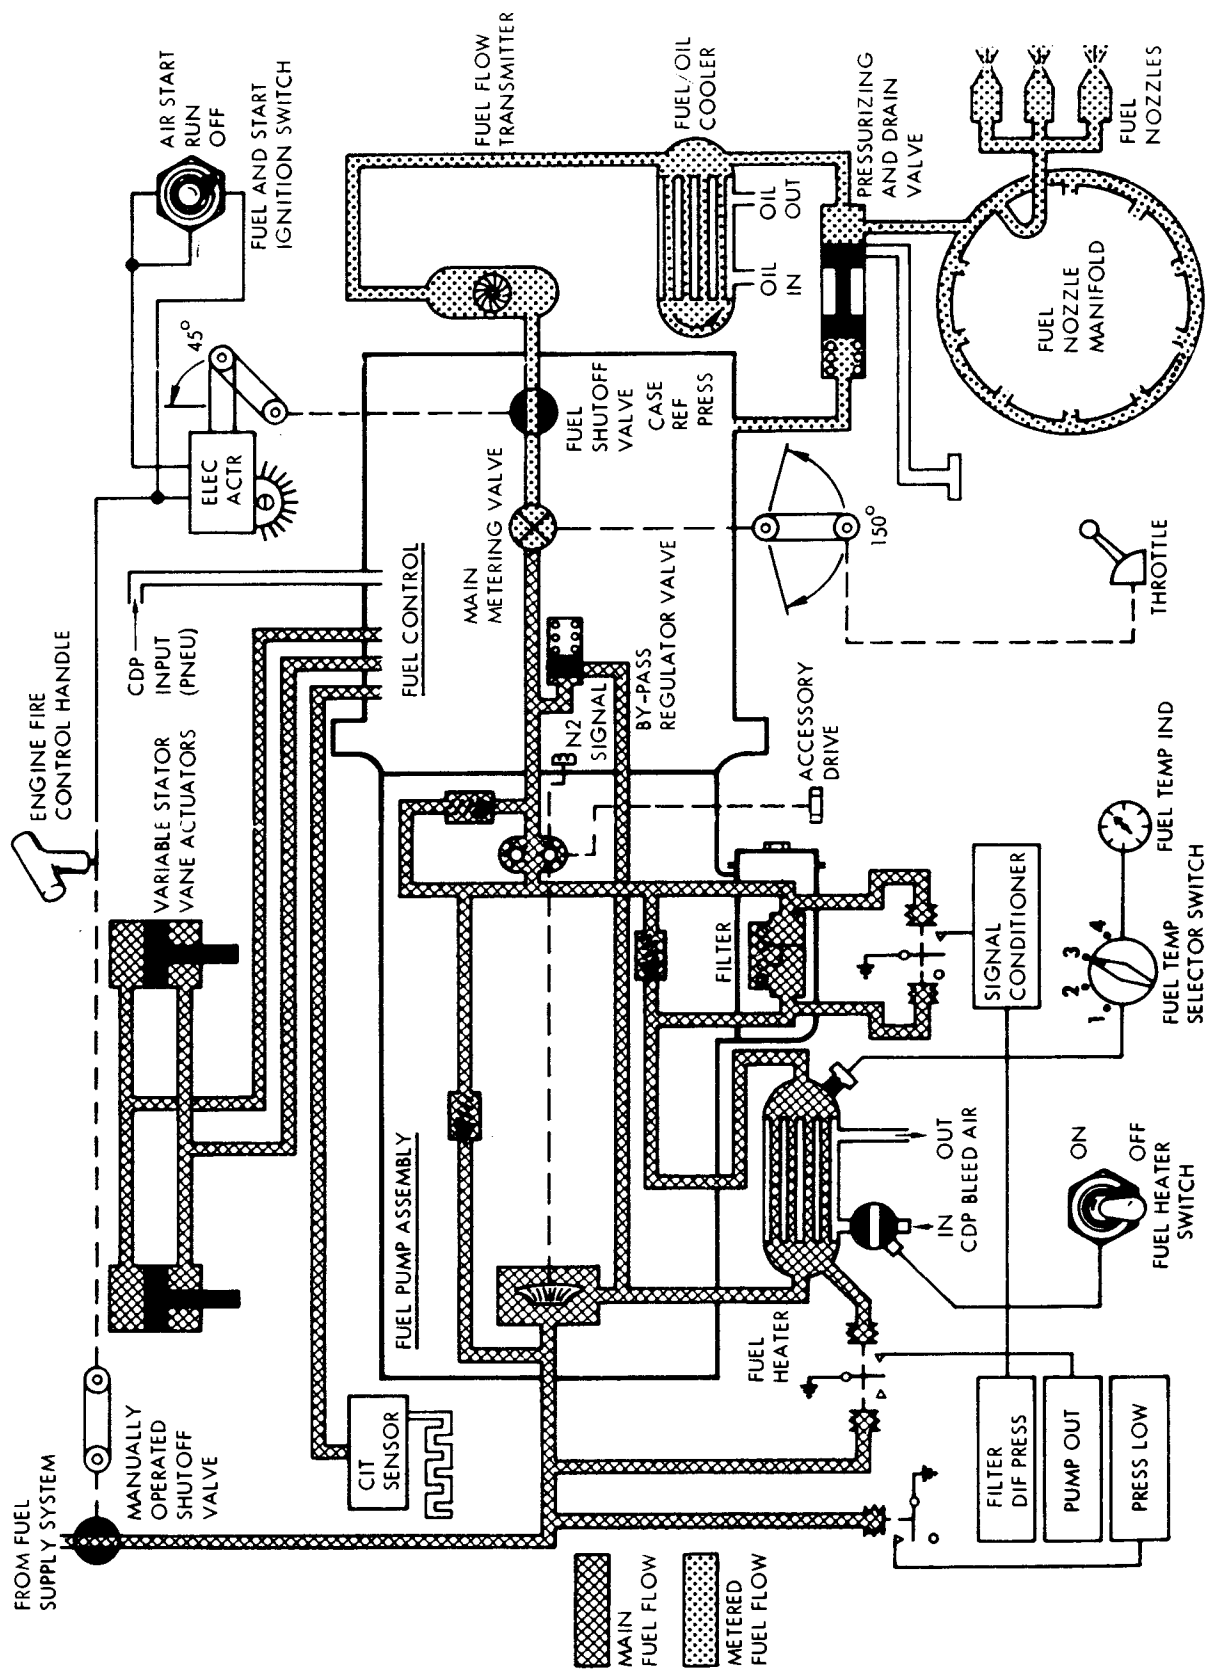 FROM FUEL
SUPPLY SYSTEM
MANUALLY
OPERATED
SHUTOFF
VALVE
ENGINE FIRE
CONTROL HANDLE
VARIABLE STATOR
VANE ACTUATORS
CDP
INPUT
(PNEU)
ELEC
ACTR
45°
AIR START
RUN
OFF
FUEL AND START
IGNITION SWITCH
CIT
SENSOR
FUEL PUMP ASSEMBLY
FUEL CONTROL
MAIN
METERING VALVE
FUEL
SHUTOFF
VALVE
CASE
REF
PRESS
FUEL FLOW
TRANSMITTER
N2
SIGNAL
BY-PASS
REGULATOR VALVE
FUEL/OIL
COOLER
OIL
IN
OIL
OUT
MAIN
FUEL FLOW
METERED
FUEL FLOW
FUEL
HEATER
FILTER
ACCESSORY
DRIVE
150°
PRESSURIZING
AND DRAIN
VALVE
IN
OUT
CDP BLEED AIR
SIGNAL
CONDITIONER
THROTTLE
FUEL
NOZZLE
MANIFOLD
FUEL
NOZZLES
FILTER
DIF PRESS
PUMP OUT
PRESS LOW
ON
OFF
FUEL HEATER
SWITCH
1
2
3
4
FUEL TEMP
SELECTOR SWITCH
FUEL TEMP IND